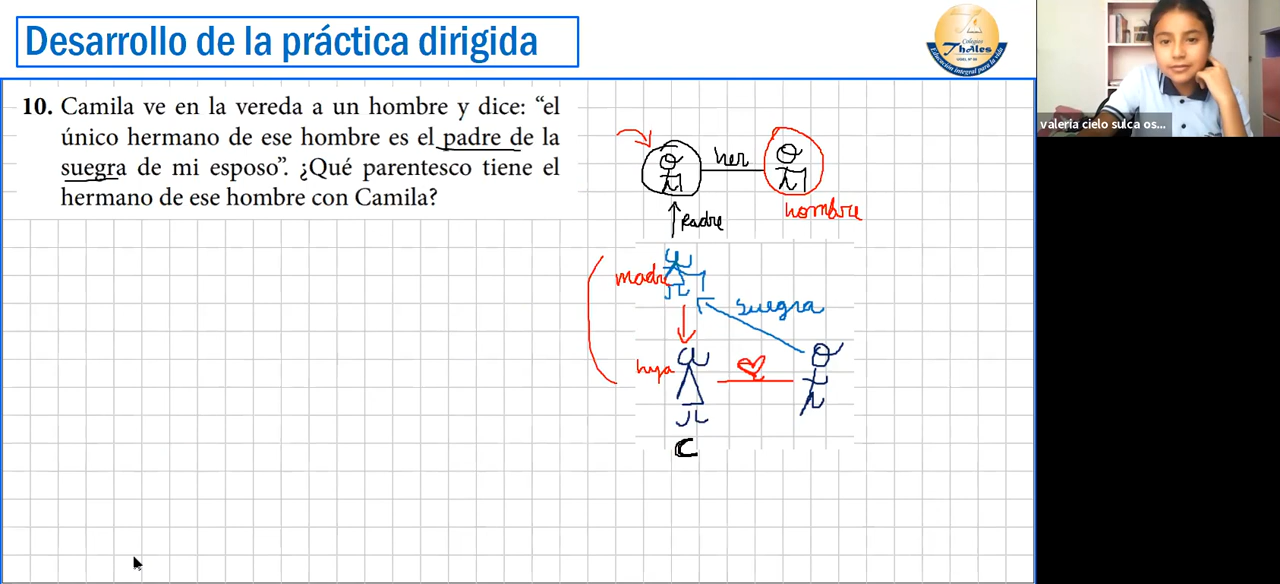 Desarrollo de la práctica dirigida
Colegios
Thales
Educación integral para la vida
valeria cielo sulca os...
10. Camila ve en la vereda a un hombre y dice: “el
único hermano de ese hombre es el padre de la
suegra de mi esposo”. ¿Qué parentesco tiene el
hermano de ese hombre con Camila?
her
hombre
Padre
madre
suegra
hija
C